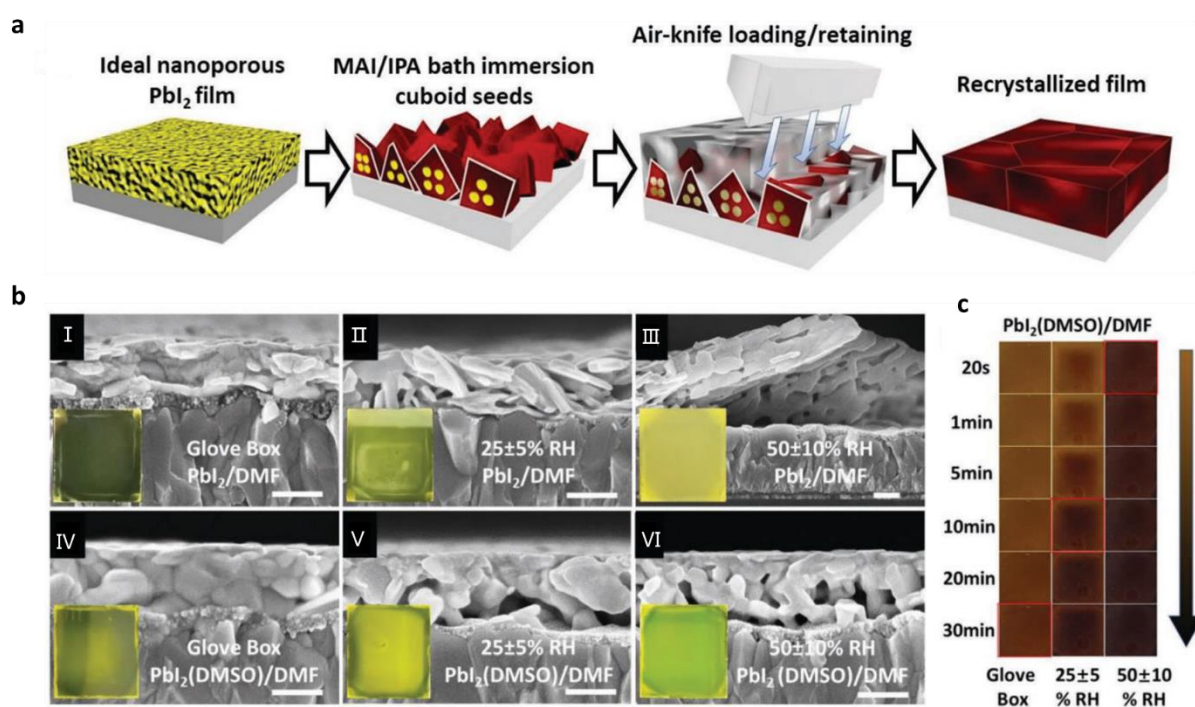 a
Ideal nanoporous
PbI₂ film
MAI/IPA bath immersion
cuboid seeds
Air-knife loading/retaining
Recrystallized film
b
I
Glove Box
PbI₂/DMF
II
25±5% RH
PbI₂/DMF
III
50±10% RH
PbI₂/DMF
IV
Glove Box
PbI₂(DMSO)/DMF
V
25±5% RH
PbI₂(DMSO)/DMF
VI
50±10% RH
PbI₂(DMSO)/DMF
c
PbI₂(DMSO)/DMF
20s
1min
5min
10min
20min
30min
Glove
Box
25±5
% RH
50±10
% RH